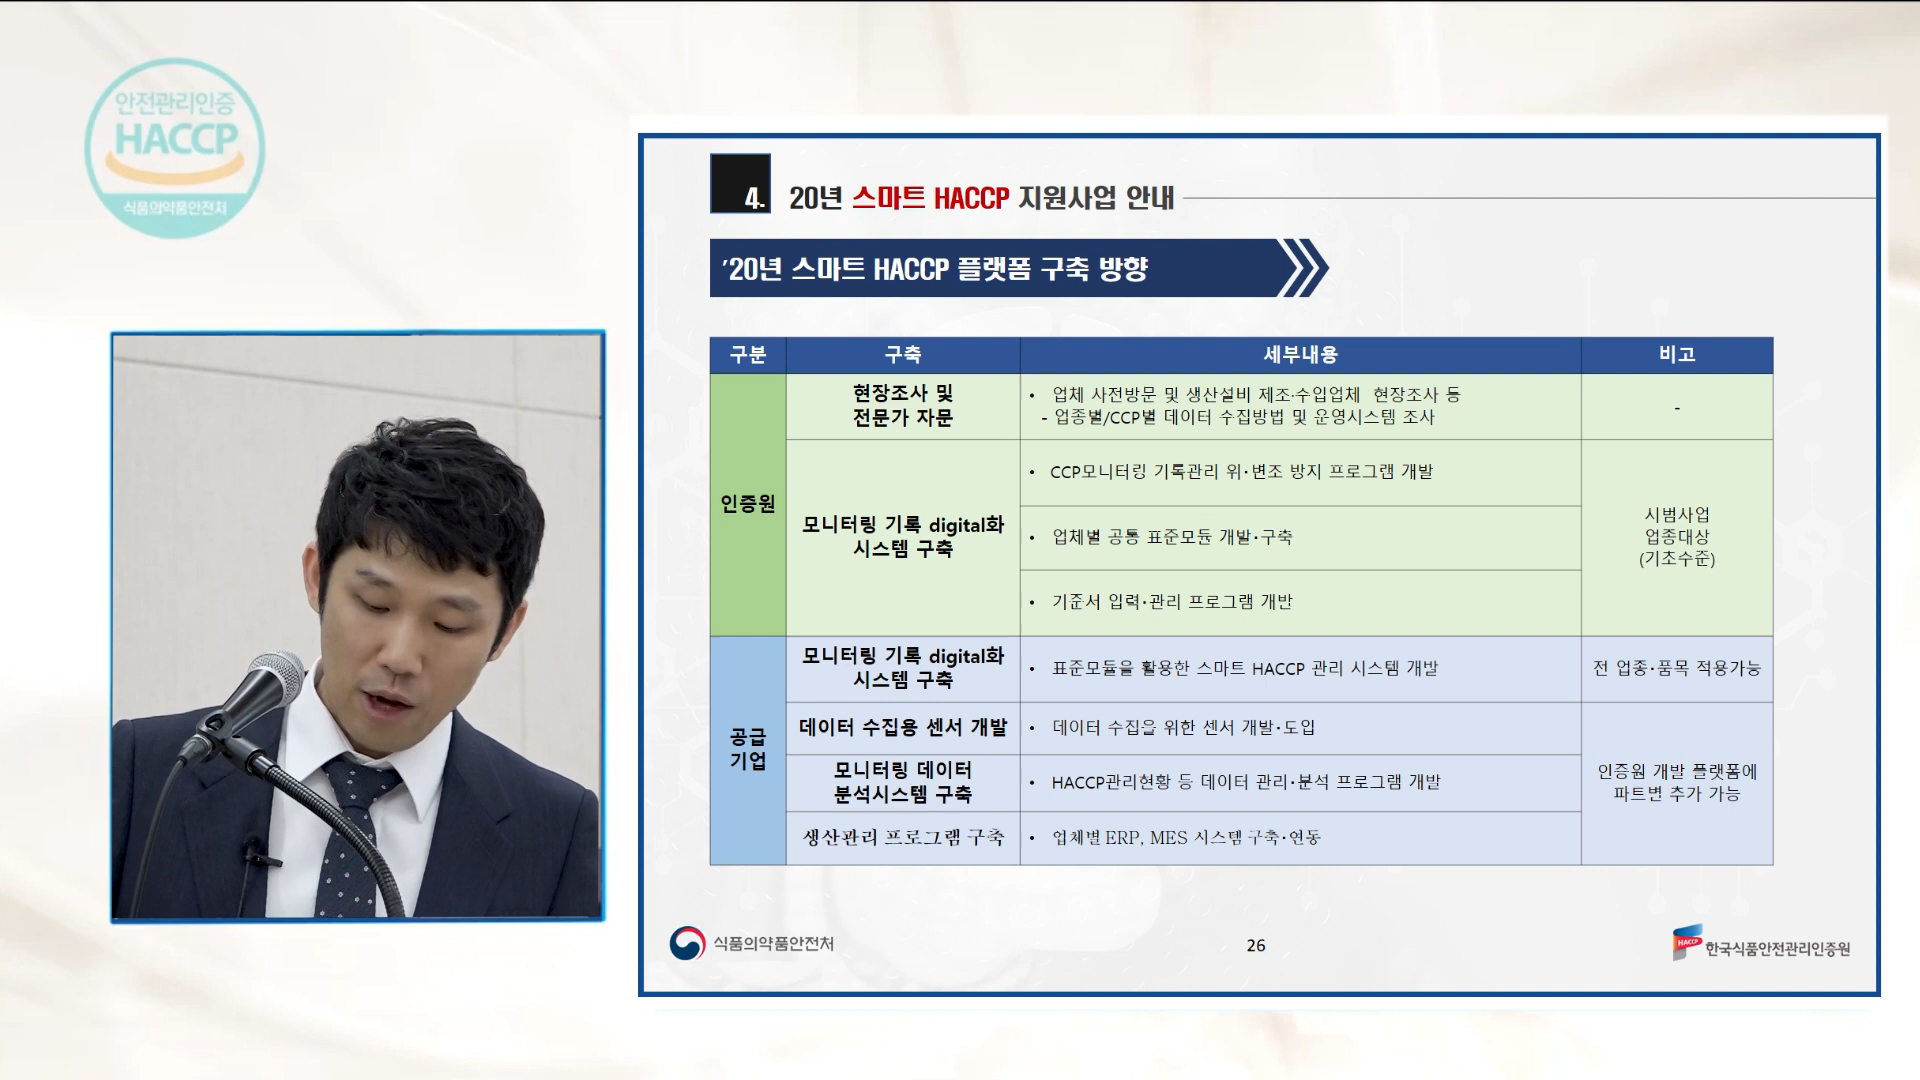 안전관리인증
HACCP
식품의약품안전처
4.
20년 스마트 HACCP 지원사업 안내
'20년 스마트 HACCP 플랫폼 구축 방향
구분
구축
세부내용
비고
인증원
현장조사 및
전문가 자문
• 업체 사전방문 및 생산설비 제조·수입업체 현장조사 등
- 업종별/CCP별 데이터 수집방법 및 운영시스템 조사
-
모니터링 기록 digital화
시스템 구축
• CCP모니터링 기록관리 위·변조 방지 프로그램 개발
• 업체별 공통 표준모듈 개발·구축
• 기준서 입력·관리 프로그램 개발
시범사업
업종대상
(기초수준)
공급
기업
모니터링 기록 digital화
시스템 구축
• 표준모듈을 활용한 스마트 HACCP 관리 시스템 개발
전 업종·품목 적용가능
데이터 수집용 센서 개발
• 데이터 수집을 위한 센서 개발·도입
모니터링 데이터
분석시스템 구축
• HACCP관리현황 등 데이터 관리·분석 프로그램 개발
생산관리 프로그램 구축
• 업체별 ERP, MES 시스템 구축·연동
인증원 개발 플랫폼에
파트별 추가 가능
식품의약품안전처
26
HACCP
한국식품안전관리인증원